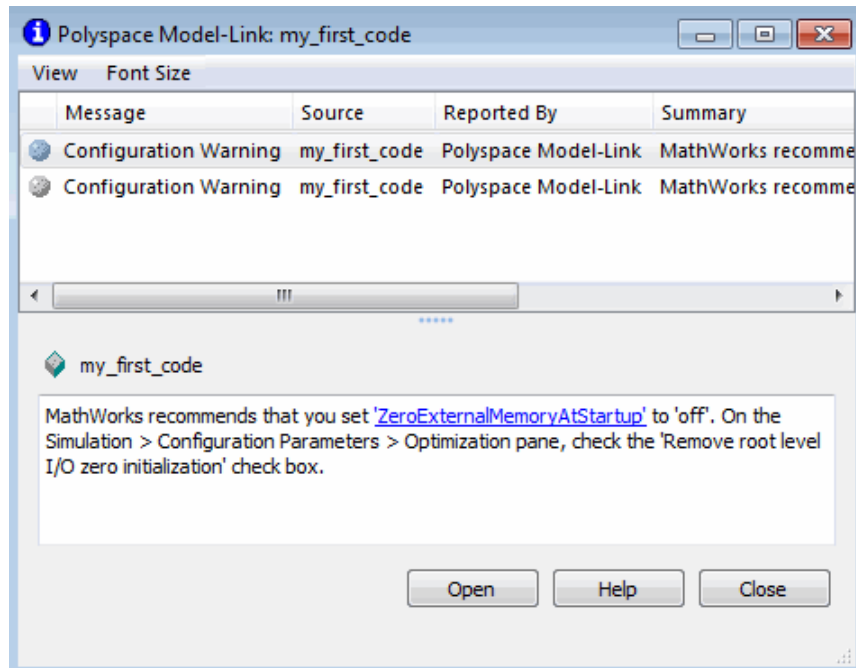 Polyspace Model-Link: my_first_code
View Font Size
Message Source Reported By Summary
Configuration Warning my_first_code Polyspace Model-Link MathWorks recomme
Configuration Warning my_first_code Polyspace Model-Link MathWorks recomme
my_first_code
MathWorks recommends that you set 'ZeroExternalMemoryAtStartup' to 'off'. On the
Simulation > Configuration Parameters > Optimization pane, check the 'Remove root level
I/O zero initialization' check box.
Open Help Close